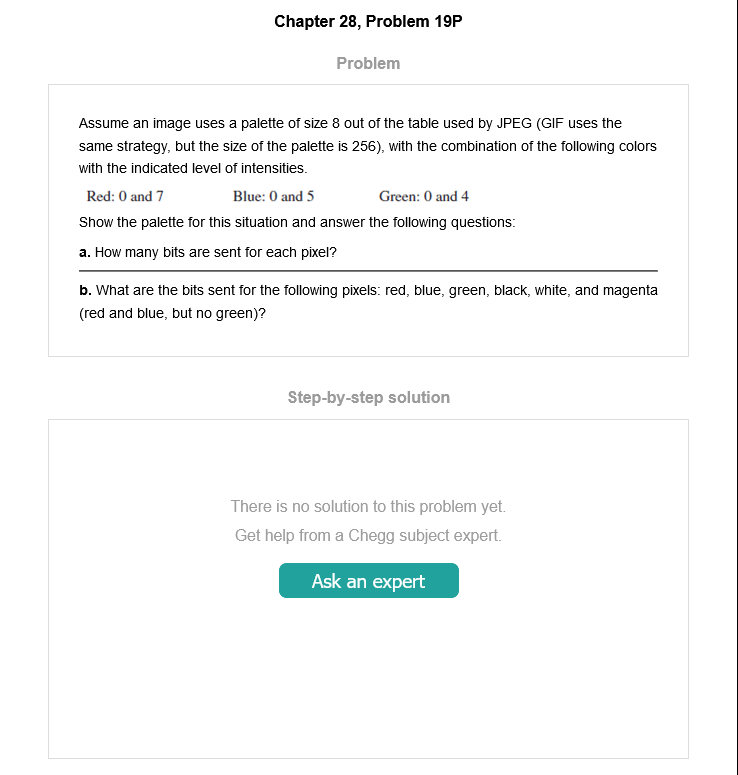 Chapter 28, Problem 19P
Problem
Assume an image uses a palette of size 8 out of the table used by JPEG (GIF uses the
same strategy, but the size of the palette is 256), with the combination of the following colors
with the indicated level of intensities.
Red: 0 and 7 Blue: 0 and 5 Green: 0 and 4
Show the palette for this situation and answer the following questions:
a. How many bits are sent for each pixel?
b. What are the bits sent for the following pixels: red, blue, green, black, white, and magenta
(red and blue, but no green)?
Step-by-step solution
There is no solution to this problem yet.
Get help from a Chegg subject expert.
Ask an expert